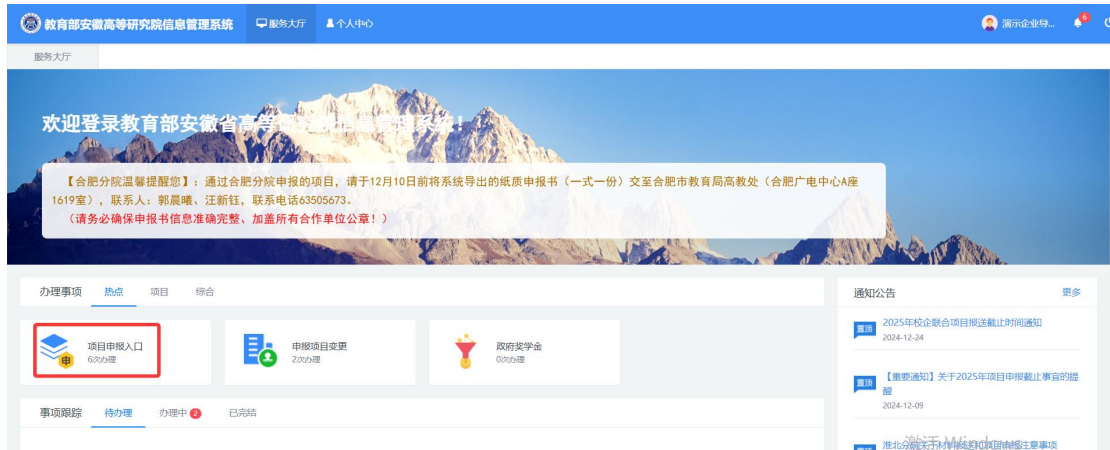 教育部安徽高等研究院信息管理系统
服务大厅
个人中心
演示企业导...
6
服务大厅
欢迎登录教育部安徽省高等研究院信息管理系统！
【合肥分院温馨提醒您】：通过合肥分院申报的项目，请于12月10日前将系统导出的纸质申报书（一式一份）交至合肥市教育局高教处（合肥广电中心A座
1619室），联系人：郭晨曦、汪新钰，联系电话63505673。
（请务必确保申报书信息准确完整、加盖所有合作单位公章！）
办理事项
热点
项目
综合
申
项目申报入口
6次办理
申报项目变更
2次办理
政府奖学金
0次办理
事项跟踪
待办理
办理中 2
已完结
通知公告
更多
置顶
2025年校企联合项目报送截止时间通知
2024-12-24
置顶
【重要通知】关于2025年项目申报截止事宜的提
醒
2024-12-09
激活 Windows